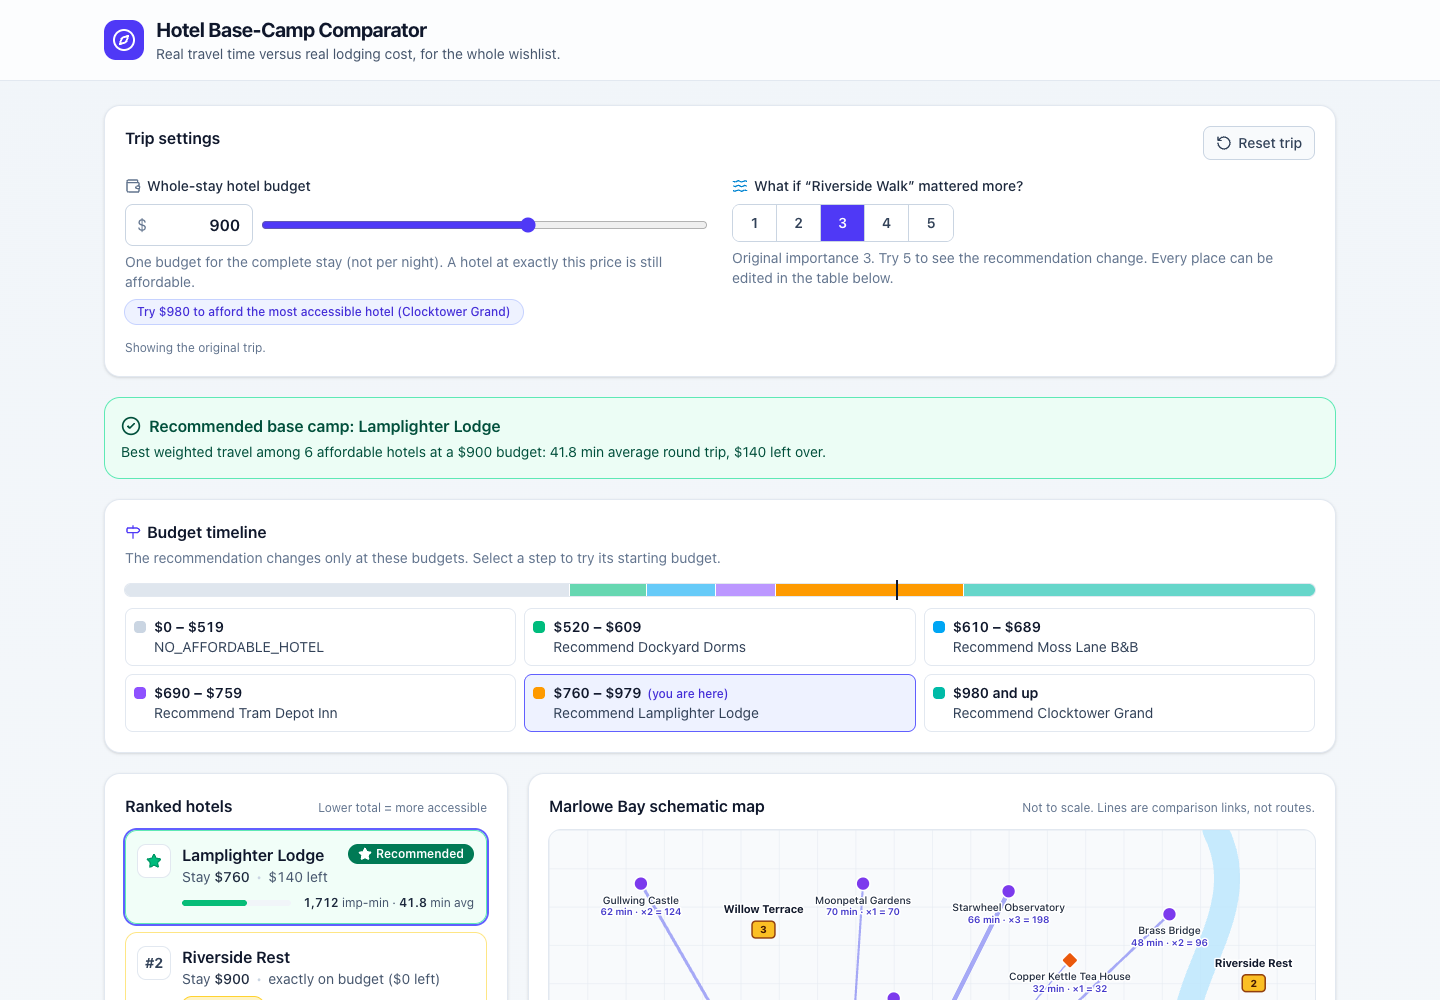 Hotel Base-Camp Comparator
Real travel time versus real lodging cost, for the whole wishlist.
Trip settings
Reset trip
Whole-stay hotel budget
$ 900
One budget for the complete stay (not per night). A hotel at exactly this price is still
affordable.
Try $980 to afford the most accessible hotel (Clocktower Grand)
Showing the original trip.
What if “Riverside Walk” mattered more?
1 2 3 4 5
Original importance 3. Try 5 to see the recommendation change. Every place can be
edited in the table below.
Recommended base camp: Lamplighter Lodge
Best weighted travel among 6 affordable hotels at a $900 budget: 41.8 min average round trip, $140 left over.
Budget timeline
The recommendation changes only at these budgets. Select a step to try its starting budget.
$0 – $519
NO_AFFORDABLE_HOTEL
$520 – $609
Recommend Dockyard Dorms
$610 – $689
Recommend Moss Lane B&B
$690 – $759
Recommend Tram Depot Inn
$760 – $979 (you are here)
Recommend Lamplighter Lodge
$980 and up
Recommend Clocktower Grand
Ranked hotels
Lower total = more accessible
Lamplighter Lodge
Recommended
Stay $760 · $140 left
1,712 imp-min · 41.8 min avg
#2
Riverside Rest
Stay $900 · exactly on budget ($0 left)
Marlowe Bay schematic map
Not to scale. Lines are comparison links, not routes.
Gullwing Castle
62 min · ×2 = 124
Willow Terrace
3
Moonpetal Gardens
70 min · ×1 = 70
Starwheel Observatory
66 min · ×3 = 198
Brass Bridge
48 min · ×2 = 96
Copper Kettle Tea House
32 min · ×1 = 32
Riverside Rest
2